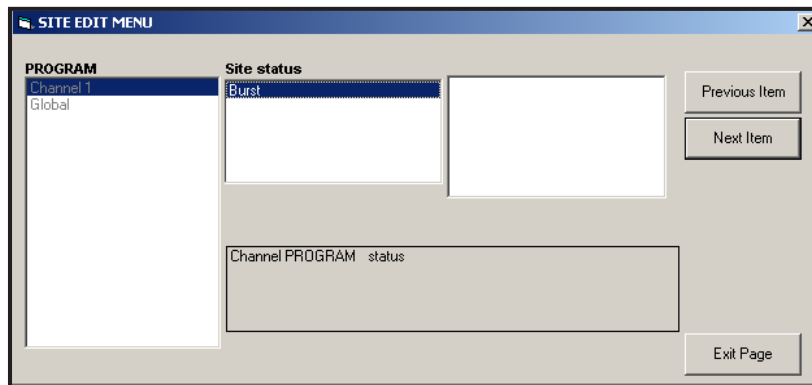 SITE EDIT MENU
PROGRAM
Channel 1
Global
Site status
Burst
Channel PROGRAM status
Previous Item
Next Item
Exit Page